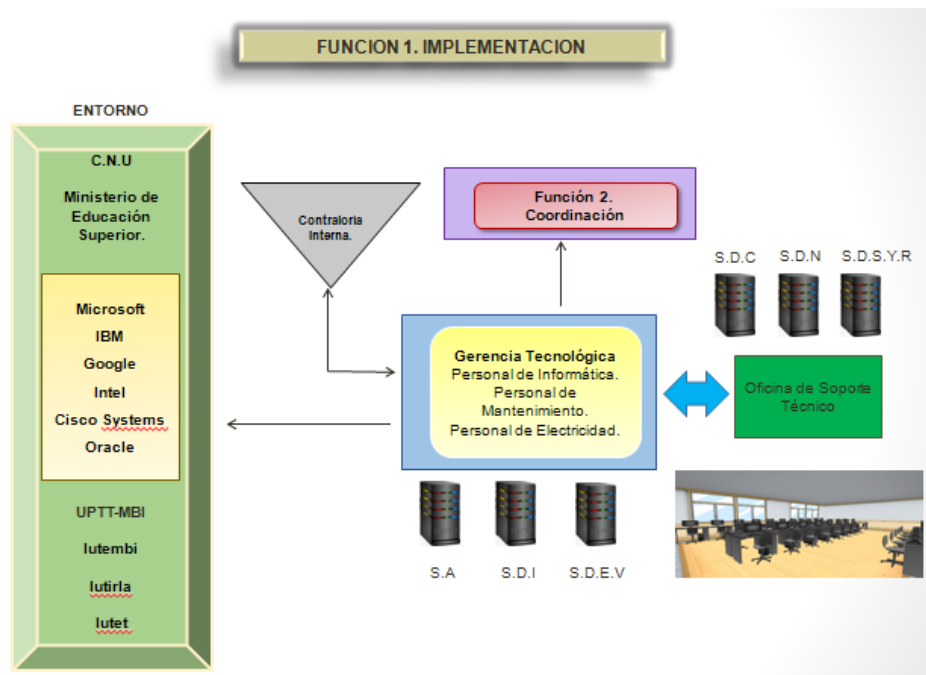 FUNCION 1. IMPLEMENTACION
ENTORNO
C.N.U
Ministerio de
Educación
Superior.
Microsoft
IBM
Google
Intel
Cisco Systems
Oracle
UPTT-MBI
Iutembi
Iutirla
Iutet
Contraloria
Interna.
Función 2.
Coordinación
Gerencia Tecnológica
Personal de Informática.
Personal de
Mantenimiento.
Personal de Electricidad.
S.D.C
S.D.N
S.D.S.Y.R
Oficina de Soporte
Técnico
S.A
S.D.I
S.D.E.V